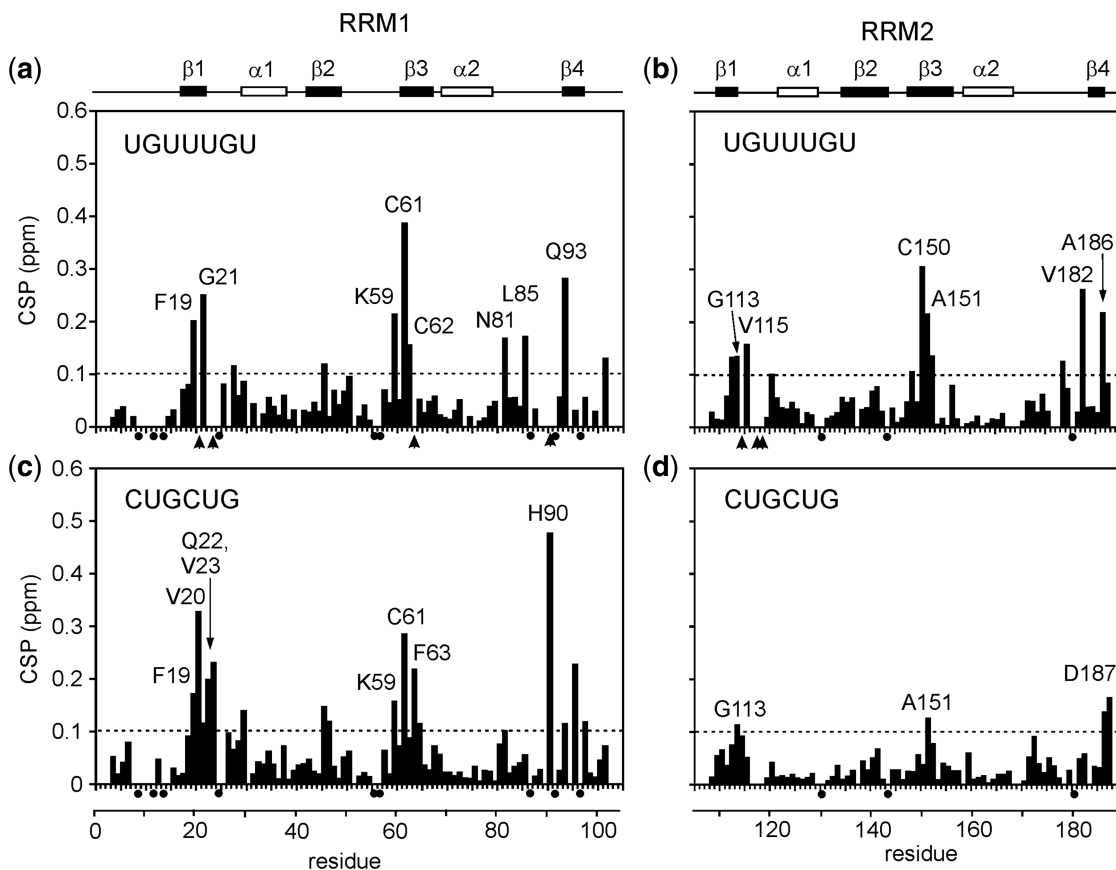 RRM1
RRM2
(a)
β1 α1 β2 β3 α2 β4
(b)
β1 α1 β2 β3 α2 β4
0.6
0.5
0.4
0.3
0.2
0.1
0
CSP (ppm)
UGUUUGU
F19
G21
K59
C61
C62
N81
L85
Q93
UGUUUGU
G113
V115
C150
A151
V182
A186
(c)
0.6
0.5
0.4
0.3
0.2
0.1
0
CSP (ppm)
CUGCUG
F19
V20
Q22,
V23
K59
C61
F63
H90
(d)
CUGCUG
G113
A151
D187
0 20 40 60 80 100
residue
120 140 160 180
residue